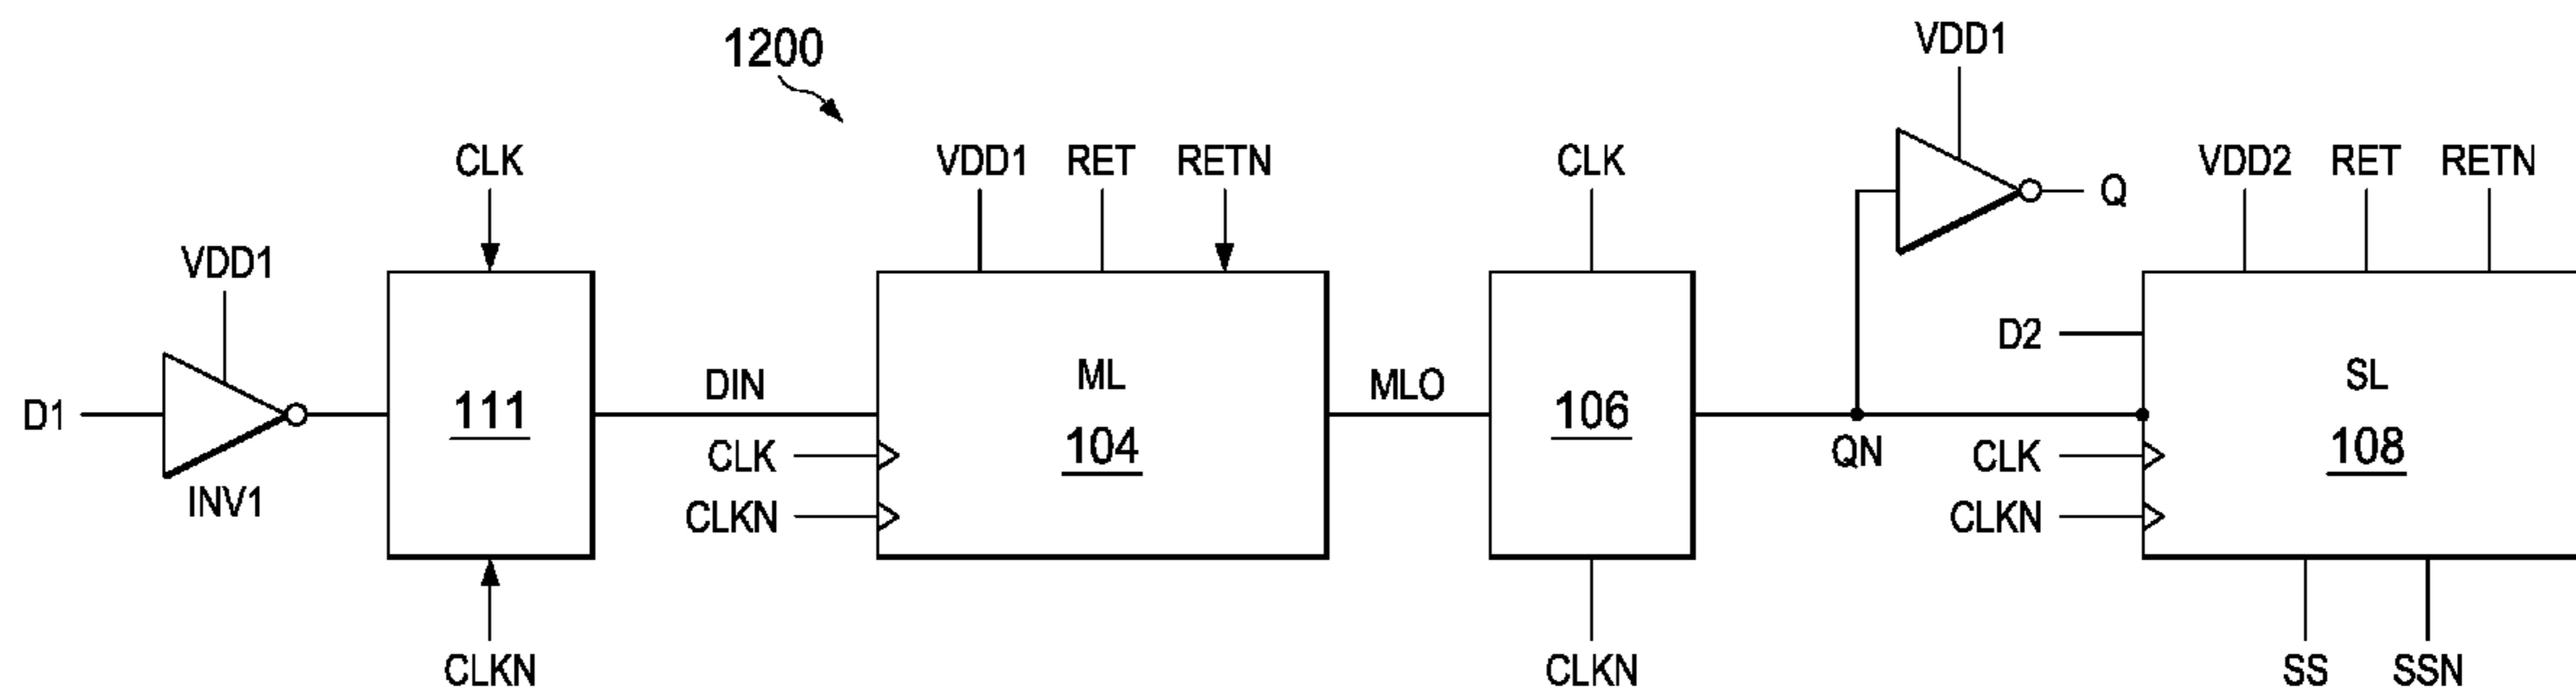 1200
VDD1
CLK
VDD1 RET RETN
CLK
VDD2 RET RETN
Q
VDD1
D2
DIN
ML
MLO
SL
D1
111
104
106
108
CLK
QN
CLK
INV1
CLKN
CLKN
CLKN
CLKN
SS SSN